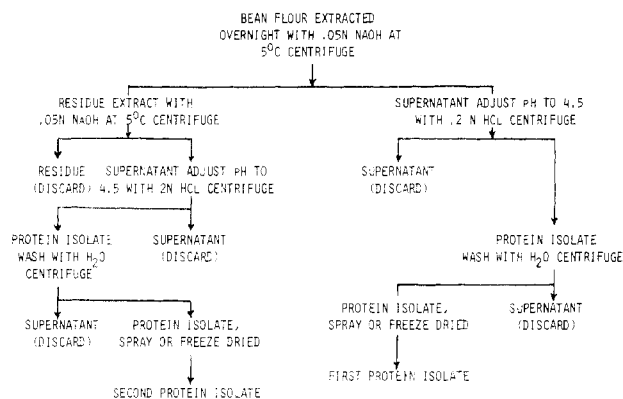 BEAN FLOUR EXTRACTED
OVERNIGHT WITH .05N NAOH AT
5⁰C CENTRIFUGE
RESIDUE EXTRACT WITH
.05N NAOH AT 5⁰C CENTRIFUGE
SUPERNATANT ADJUST PH TO 4.5
WITH .2 N HCL CENTRIFUGE
RESIDUE
(DISCARD)
SUPERNATANT ADJUST PH TO
4.5 WITH 2N HCL CENTRIFUGE
SUPERNATANT
(DISCARD)
PROTEIN ISOLATE
WASH WITH H₂O
CENTRIFUGE
SUPERNATANT
(DISCARD)
PROTEIN ISOLATE
WASH WITH H₂O CENTRIFUGE
SUPERNATANT
(DISCARD)
PROTEIN ISOLATE,
SPRAY OR FREEZE DRIED
PROTEIN ISOLATE,
SPRAY OR FREEZE DRIED
SUPERNATANT
(DISCARD)
SECOND PROTEIN ISOLATE
FIRST PROTEIN ISOLATE